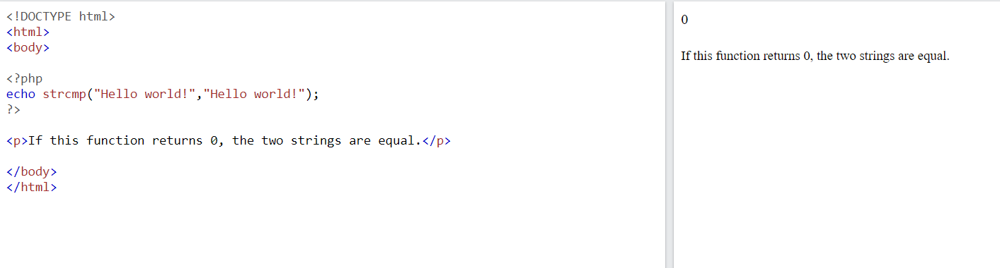 <!DOCTYPE html>
<html>
<body>
<?php
echo strcmp("Hello world!","Hello world!");
?>
<p>If this function returns 0, the two strings are equal.</p>
</body>
</html>
0
If this function returns 0, the two strings are equal.